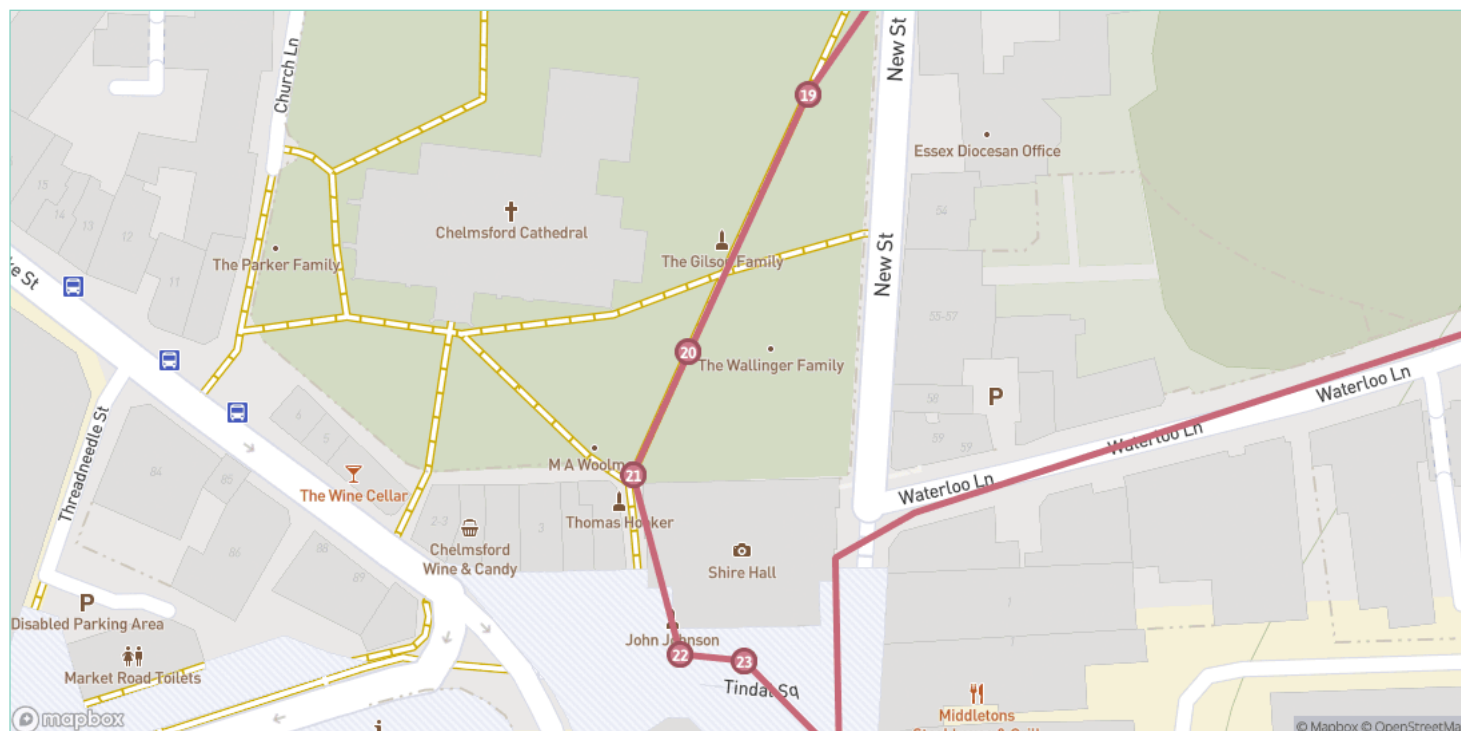 Church Ln
New St
19
Essex Diocesan Office
15
14
13
12
11
54
Chelmsford Cathedral
The Parker Family
The Gilson Family
New St
55-57
20
The Wallinger Family
P
58
59
59
Waterloo Ln
Waterloo Ln
Waterloo Ln
6
5
Threadneedle St
84
85
86
88
89
The Wine Cellar
M A Woolm
21
2-3
3
Thomas Hooker
Chelmsford
Wine & Candy
Shire Hall
1
P
Disabled Parking Area
Market Road Toilets
John Johnson
22
23
Tindal Sq
Middletons
mapbox
© Mapbox © OpenStreetMa